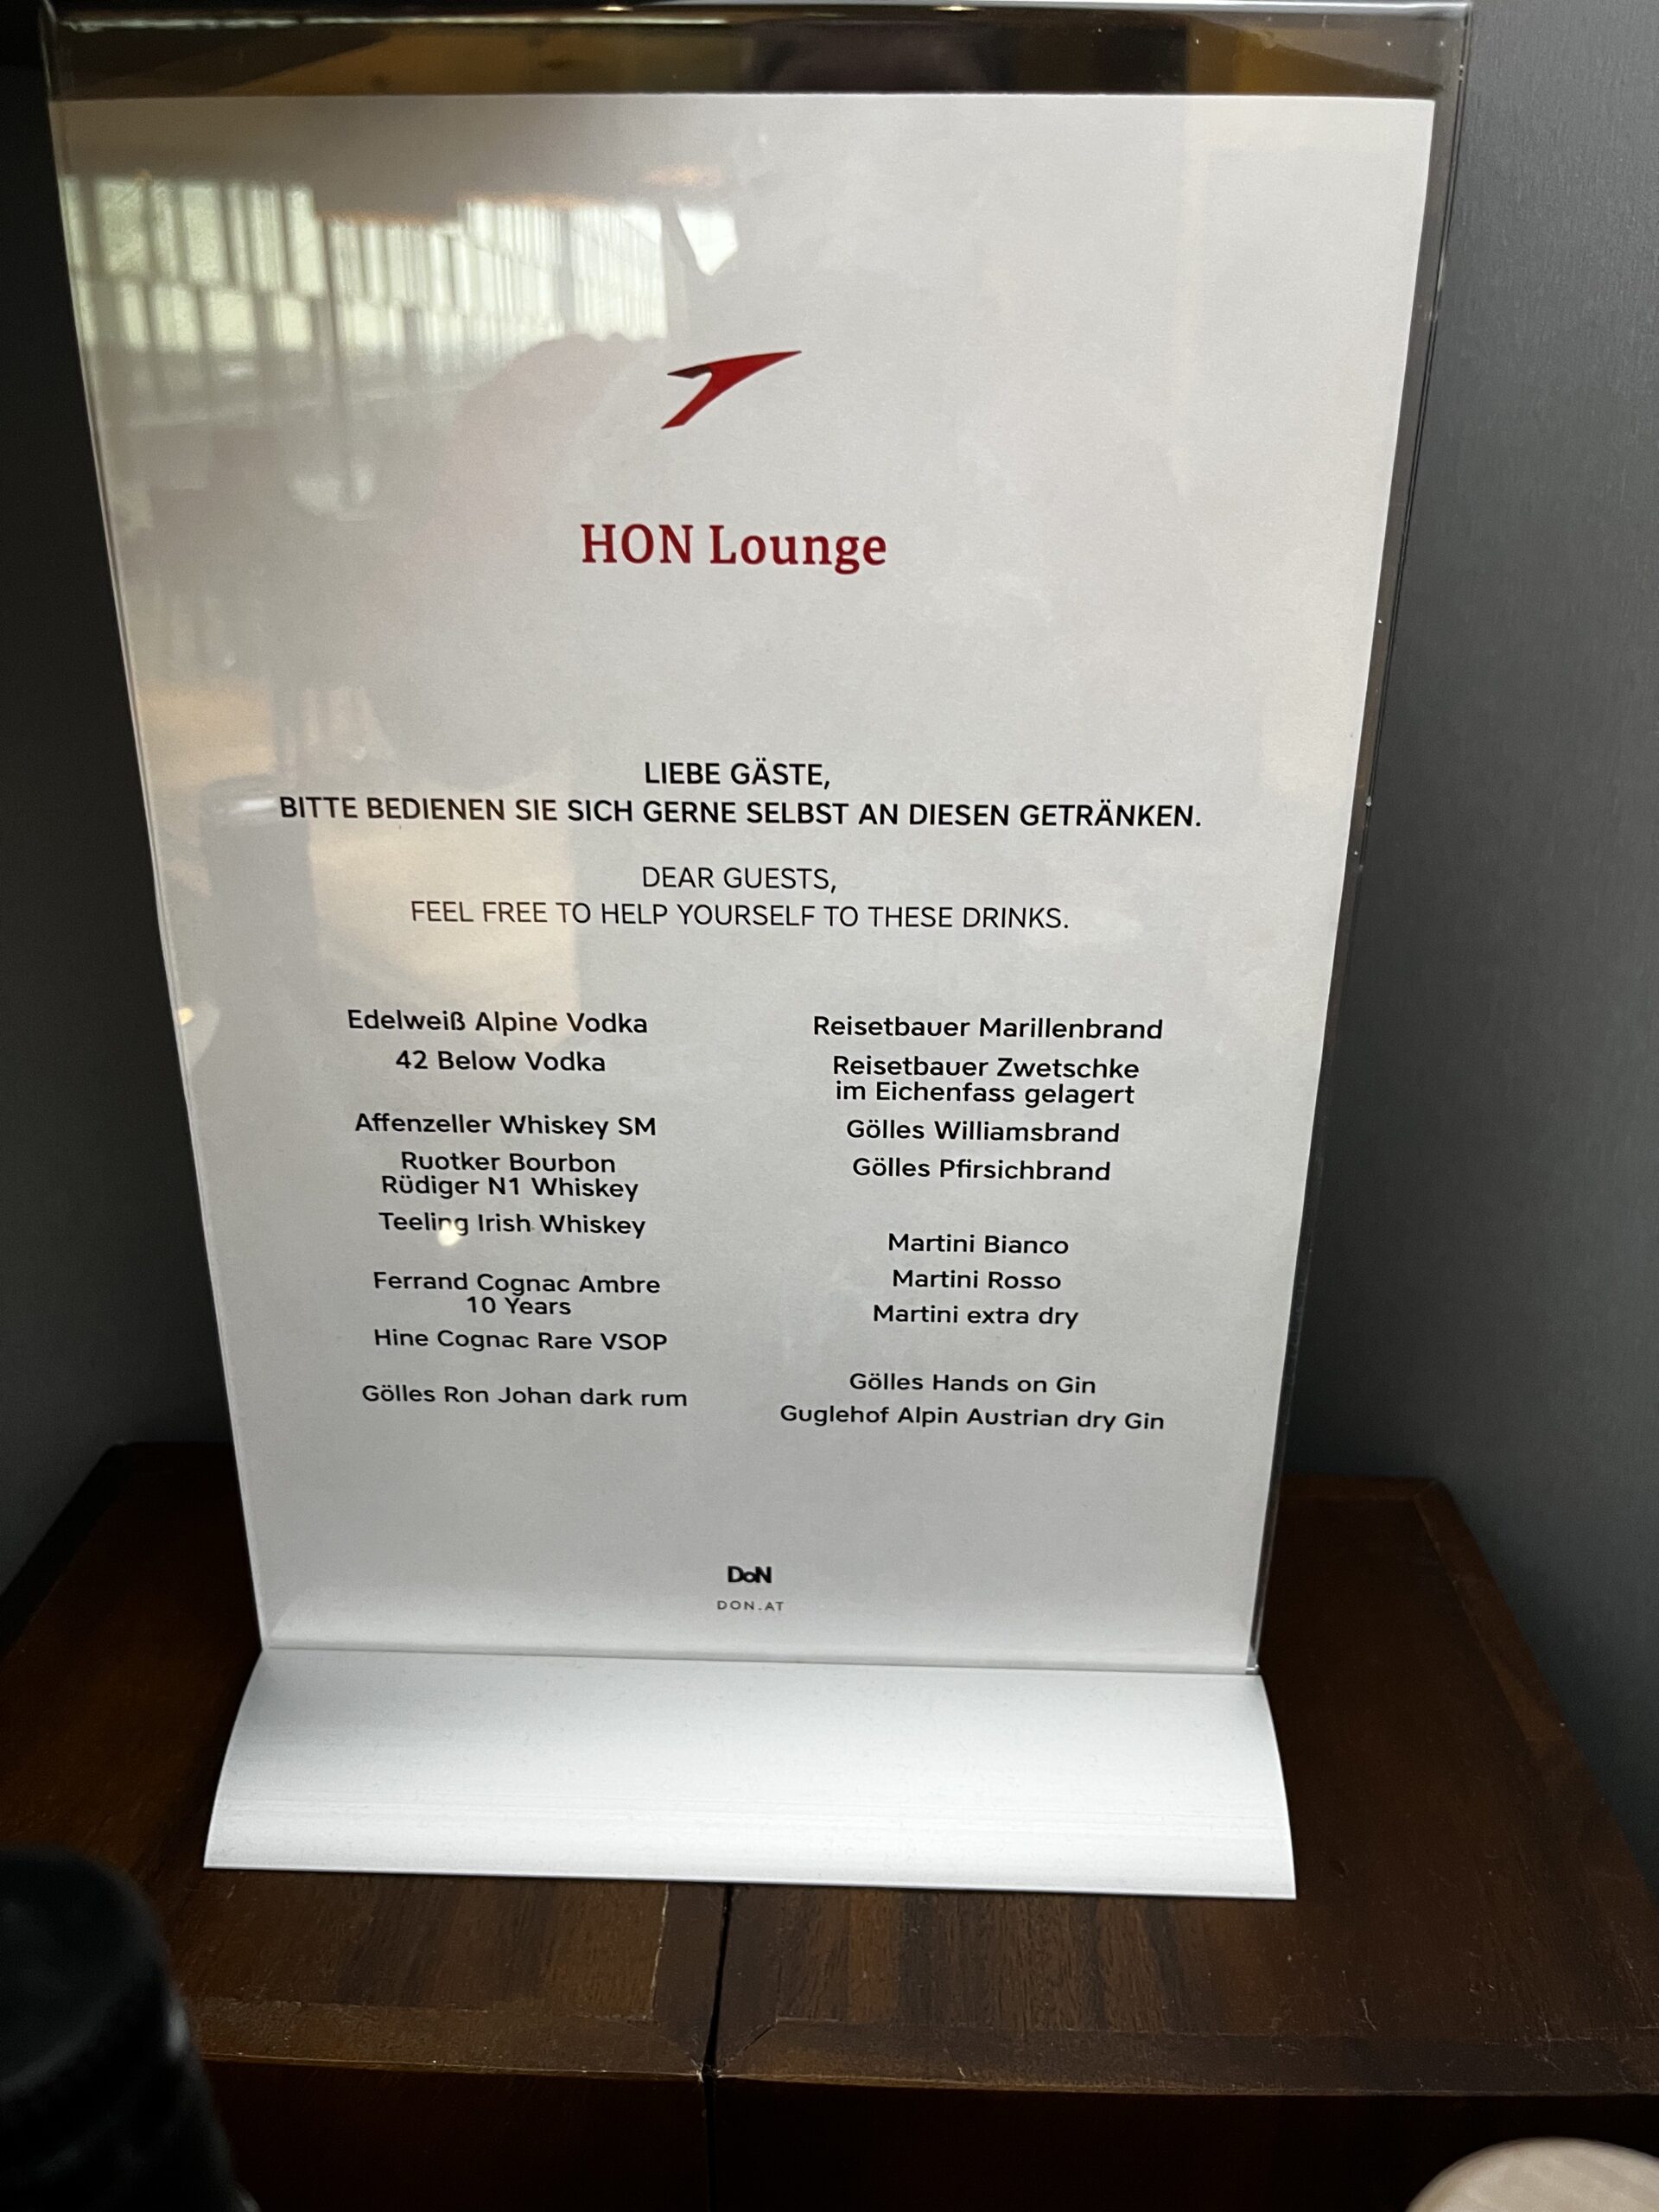 HON Lounge
LIEBE GÄSTE,
BITTE BEDIENEN SIE SICH GERNE SELBST AN DIESEN GETRÄNKEN.
DEAR GUESTS,
FEEL FREE TO HELP YOURSELF TO THESE DRINKS.
Edelweiß Alpine Vodka
42 Below Vodka
Affenzeller Whiskey SM
Ruotker Bourbon
Rüdiger N1 Whiskey
Teeling Irish Whiskey
Ferrand Cognac Ambre
10 Years
Hine Cognac Rare VSOP
Gölles Ron Johan dark rum
Reisetbauer Marillenbrand
Reisetbauer Zwetschke
im Eichenfass gelagert
Gölles Williamsbrand
Gölles Pfirsichbrand
Martini Bianco
Martini Rosso
Martini extra dry
Gölles Hands on Gin
Guglehof Alpin Austrian dry Gin
DoN
DON.AT